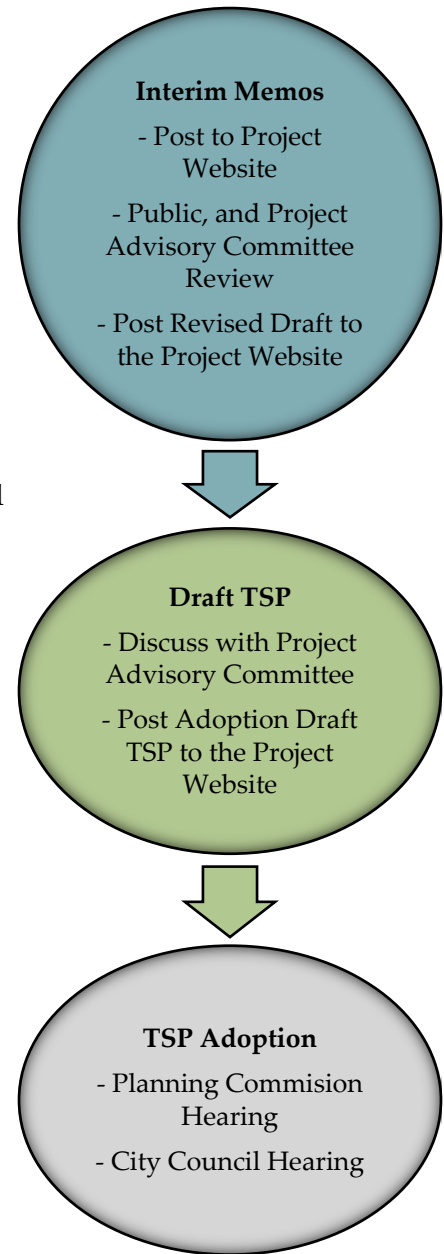 Interim Memos
- Post to Project
Website
- Public, and Project
Advisory Committee
Review
- Post Revised Draft to
the Project Website
l
Draft TSP
- Discuss with Project
Advisory Committee
- Post Adoption Draft
TSP to the Project
Website
TSP Adoption
- Planning Commision
Hearing
- City Council Hearing